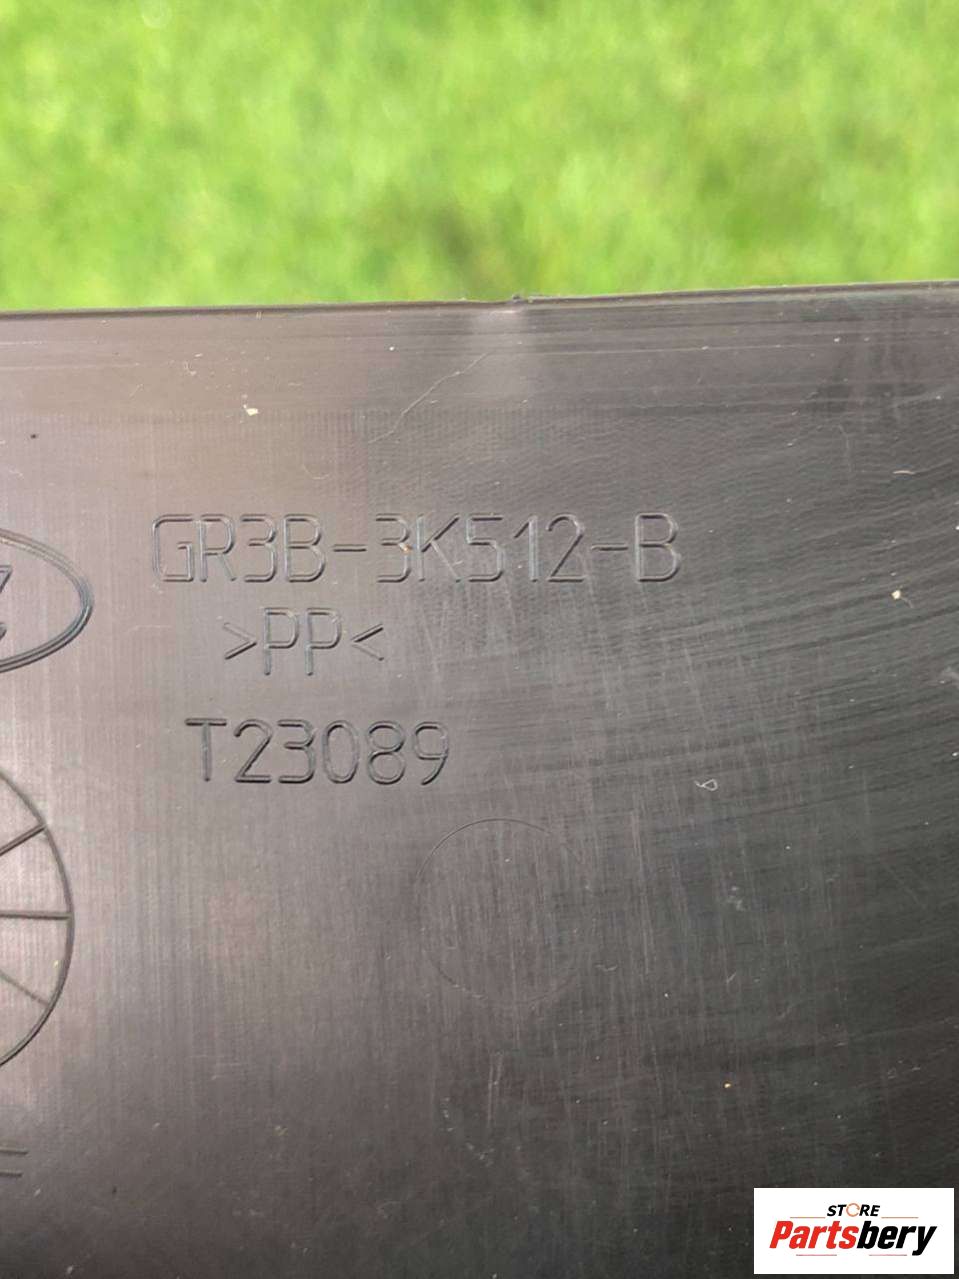 GR3B-3K512-B
>PP<
T23089
STORE
Partsbery